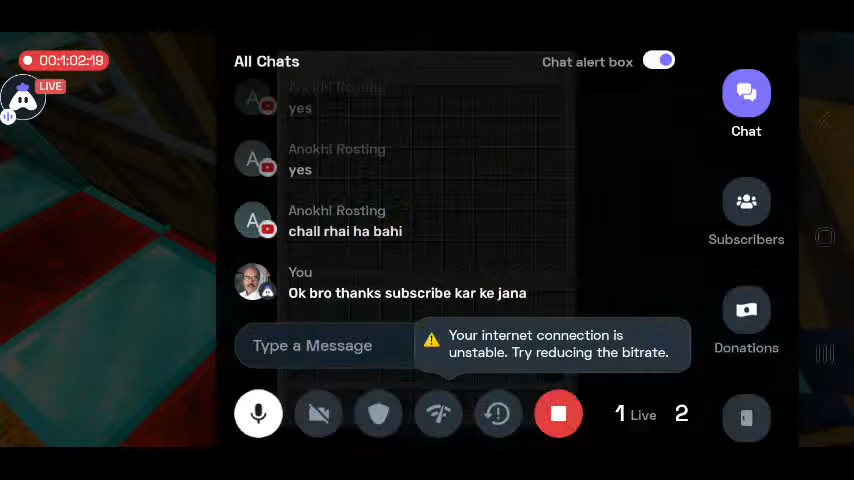 00:1:02:19
LIVE
All Chats
Chat alert box
A
Anokhi Rosting
yes
A
Anokhi Rosting
yes
A
Anokhi Rosting
chall rhai ha bahi
You
Ok bro thanks subscribe kar ke jana
Type a Message
Your internet connection is
unstable. Try reducing the bitrate.
1 Live 2
Chat
Subscribers
Donations